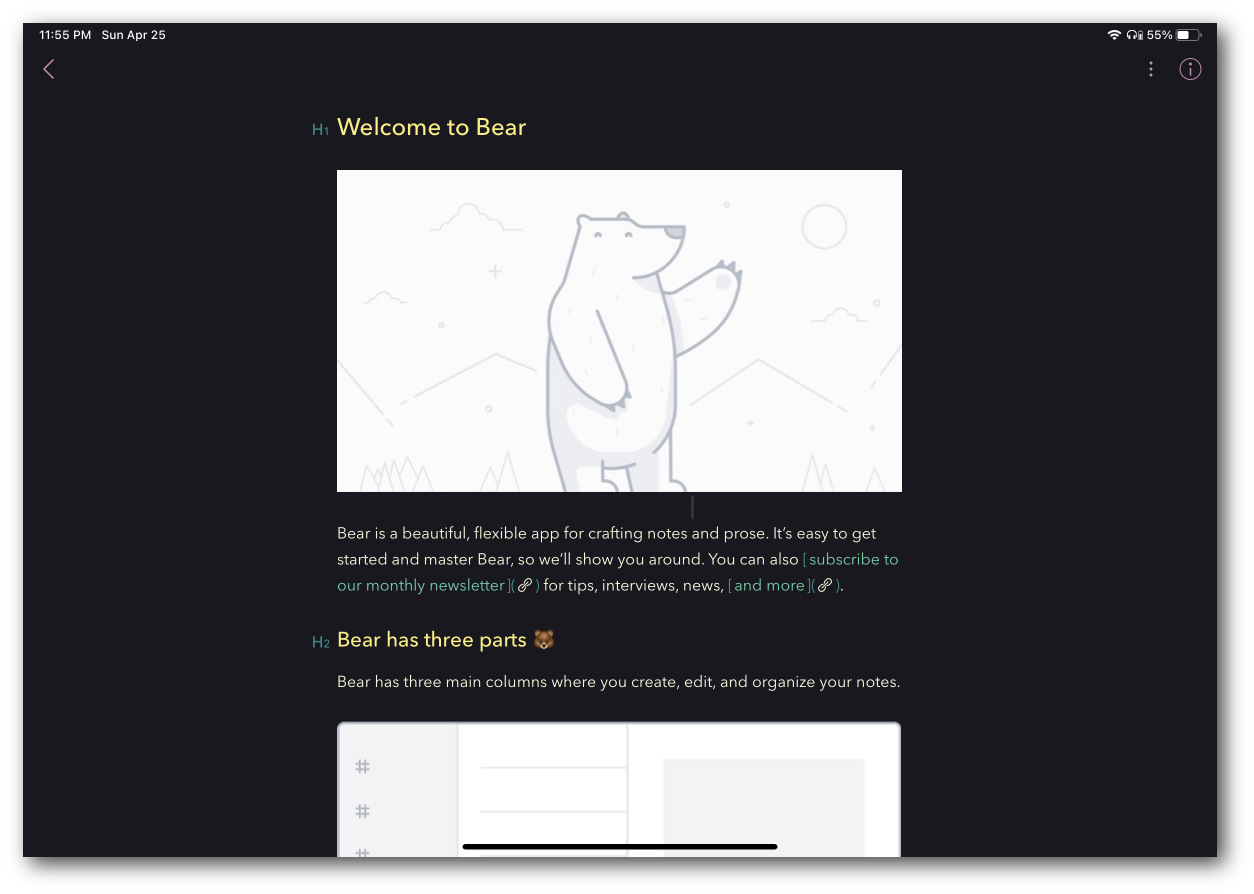 11:55 PM Sun Apr 25
55%
H1 Welcome to Bear
Bear is a beautiful, flexible app for crafting notes and prose. It’s easy to get
started and master Bear, so we’ll show you around. You can also [subscribe to
our monthly newsletter](🔗) for tips, interviews, news, [and more](🔗).
H2 Bear has three parts 🐻
Bear has three main columns where you create, edit, and organize your notes.
#
#
#